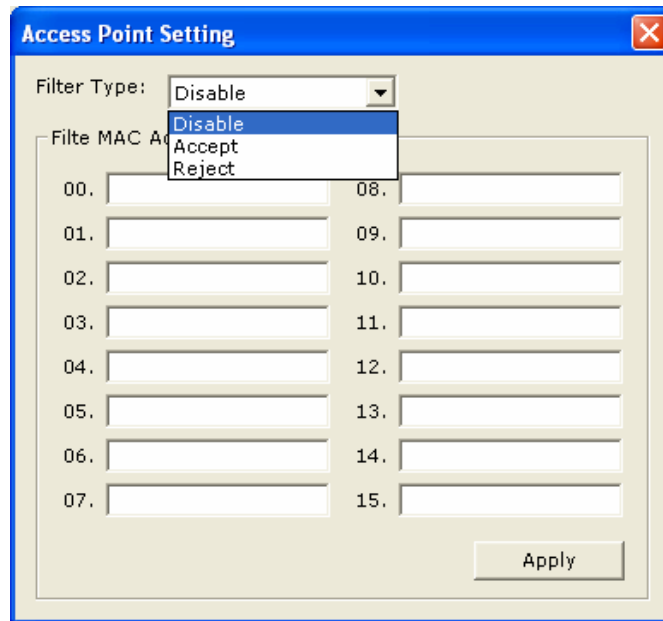 Access Point Setting
Filter Type: Disable
Disable
Accept
Reject
Filte MAC
00.
01.
02.
03.
04.
05.
06.
07.
08.
09.
10.
11.
12.
13.
14.
15.
Apply